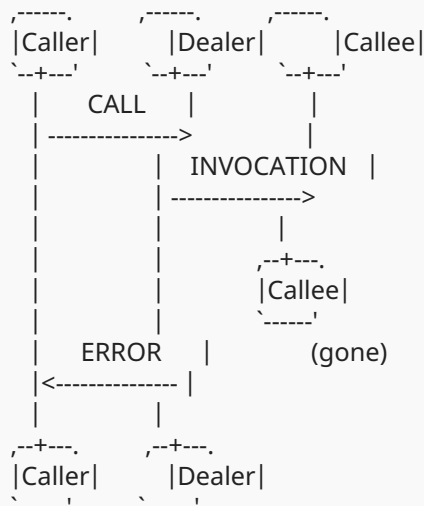 ,------.          ,------.          ,------.
|Caller|          |Dealer|          |Callee|
`--+---'          `--+---'          `--+---'
   |       CALL      |                 |
   | ---------------->                 |
   |                 |    INVOCATION   |
   |                 | ---------------->
   |                 |                 |
   |                 |              ,--+---.
   |                 |              |Callee|
   |                 |              `------'
   |      ERROR      |               (gone)
   |<--------------- |
   |                 |
,--+---.          ,--+---.
|Caller|          |Dealer|
`------'          `------'